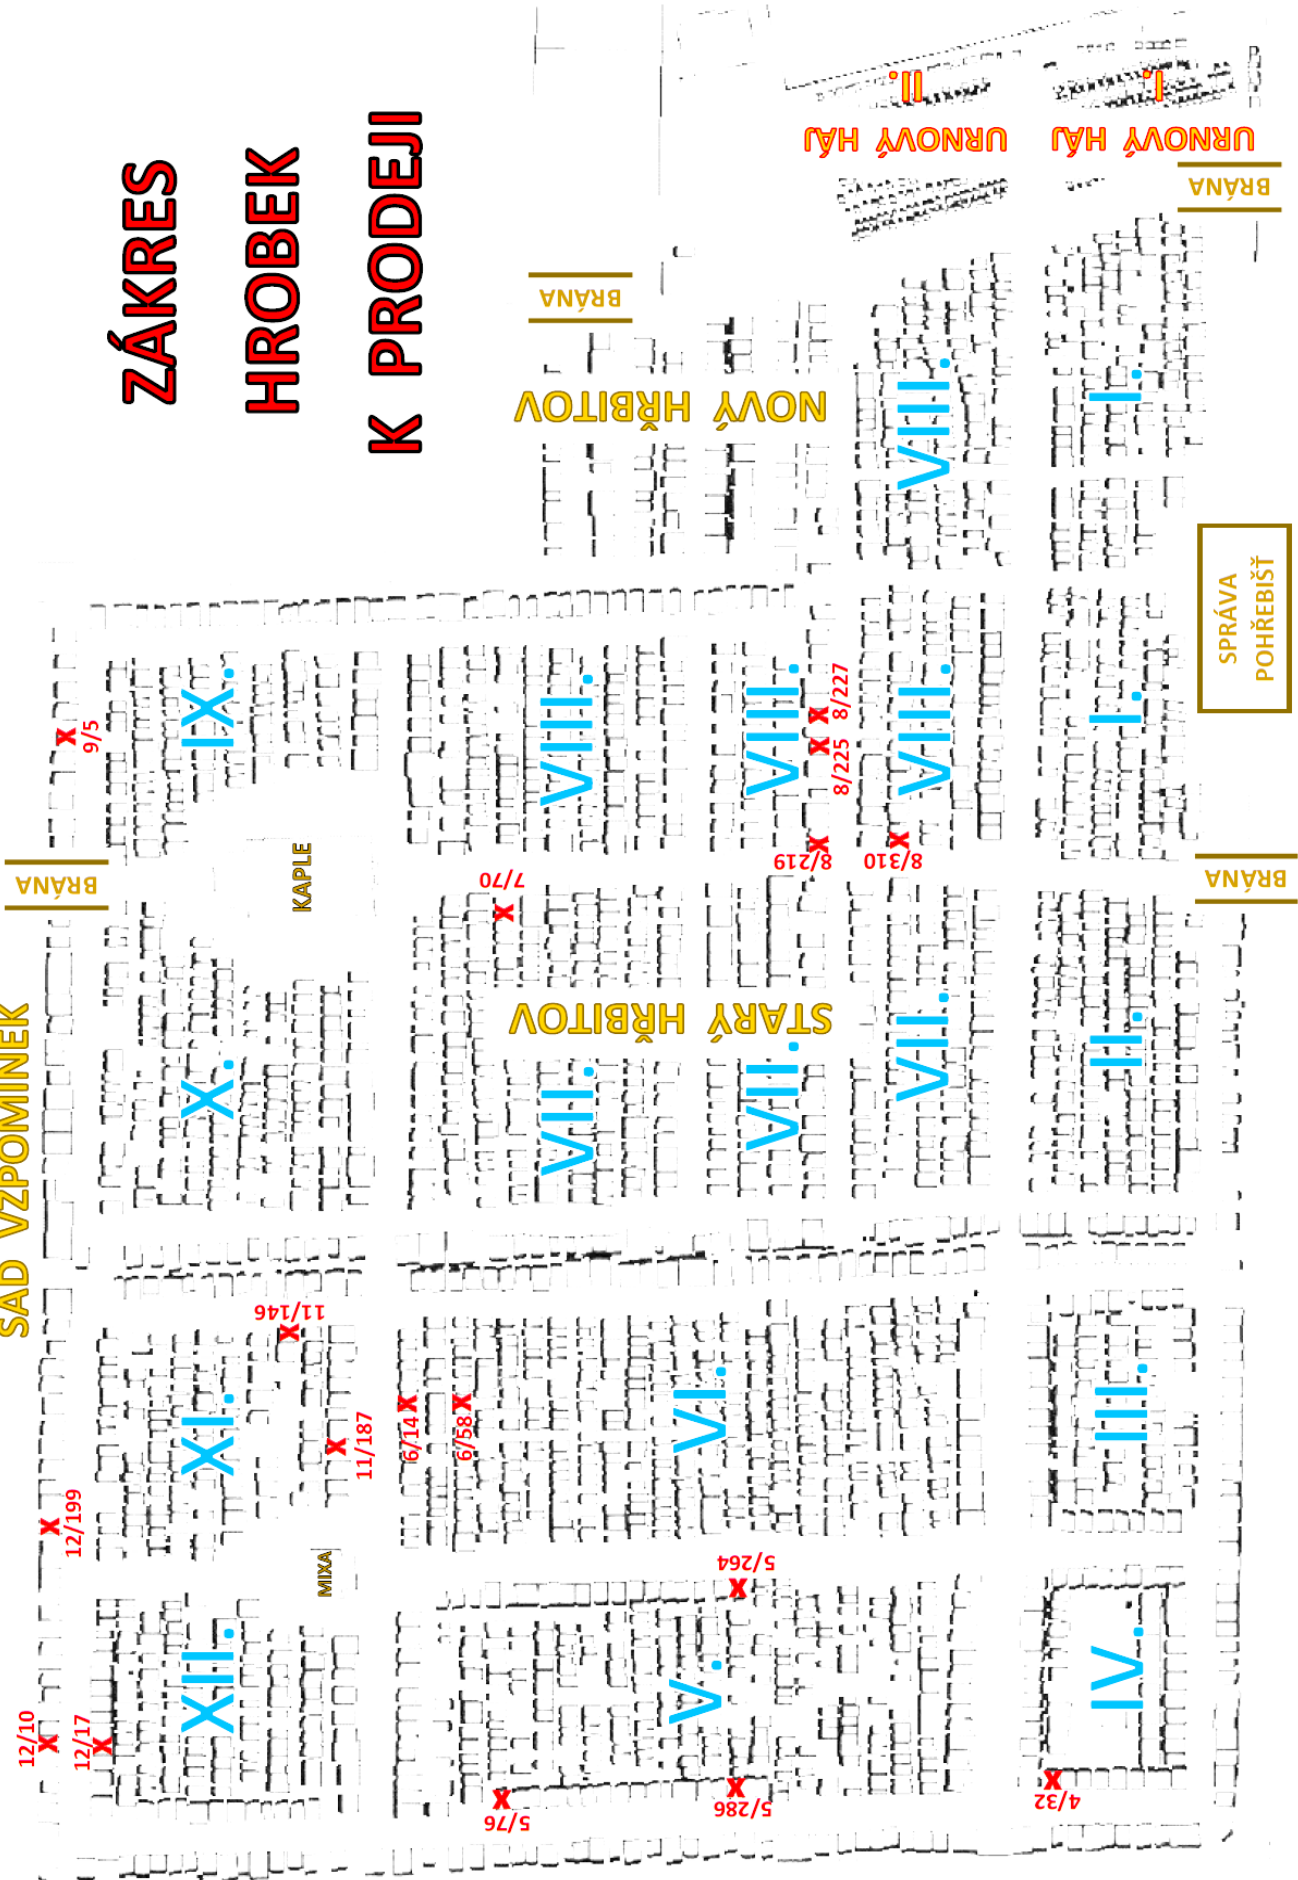 ZÁKRES
HROBEK
K PRODEJI
II.
I.
URNOVÝ HÁJ
URNOVÝ HÁJ
BRÁNA
BRÁNA
NOVÝ HŘBITOV
VIII.
I.
SPRÁVA
POHŘEBIŠŤ
IX.
9/5
VIII.
VIII.
8/227
8/225
VIII.
I.
8/219
8/310
BRÁNA
KAPLE
7/70
BRÁNA
SAD VZPOMÍNEK
STARÝ HŘBITOV
X.
VII.
VII.
VII.
II.
11/146
XI.
11/187
6/14
6/58
VI.
III.
12/199
MIXA
5/264
12/10
12/17
XII.
V.
IV.
5/76
5/286
4/32